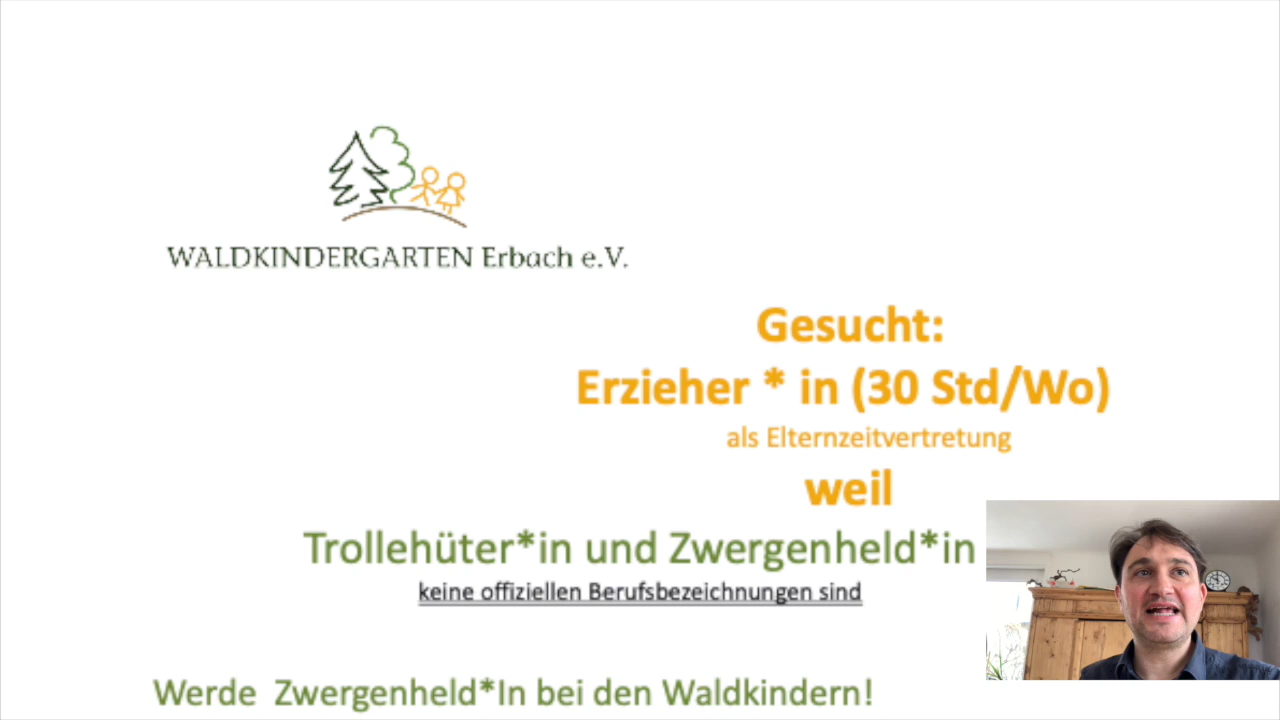 WALDKINDERGARTEN Erbach e.V.
Gesucht:
Erzieher * in (30 Std/Wo)
als Elternzeitvertretung
weil
Trollehüter*in und Zwergenheld*in
keine offiziellen Berufsbezeichnungen sind
Werde Zwergenheld*In bei den Waldkindern!